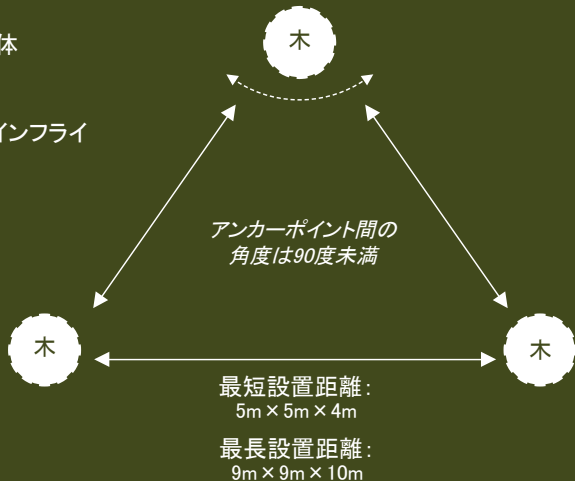 体
木
インフライ
アンカーポイント間の
角度は90度未満
木
木
最短設置距離：
5m×5m×4m
最長設置距離：
9m×9m×10m